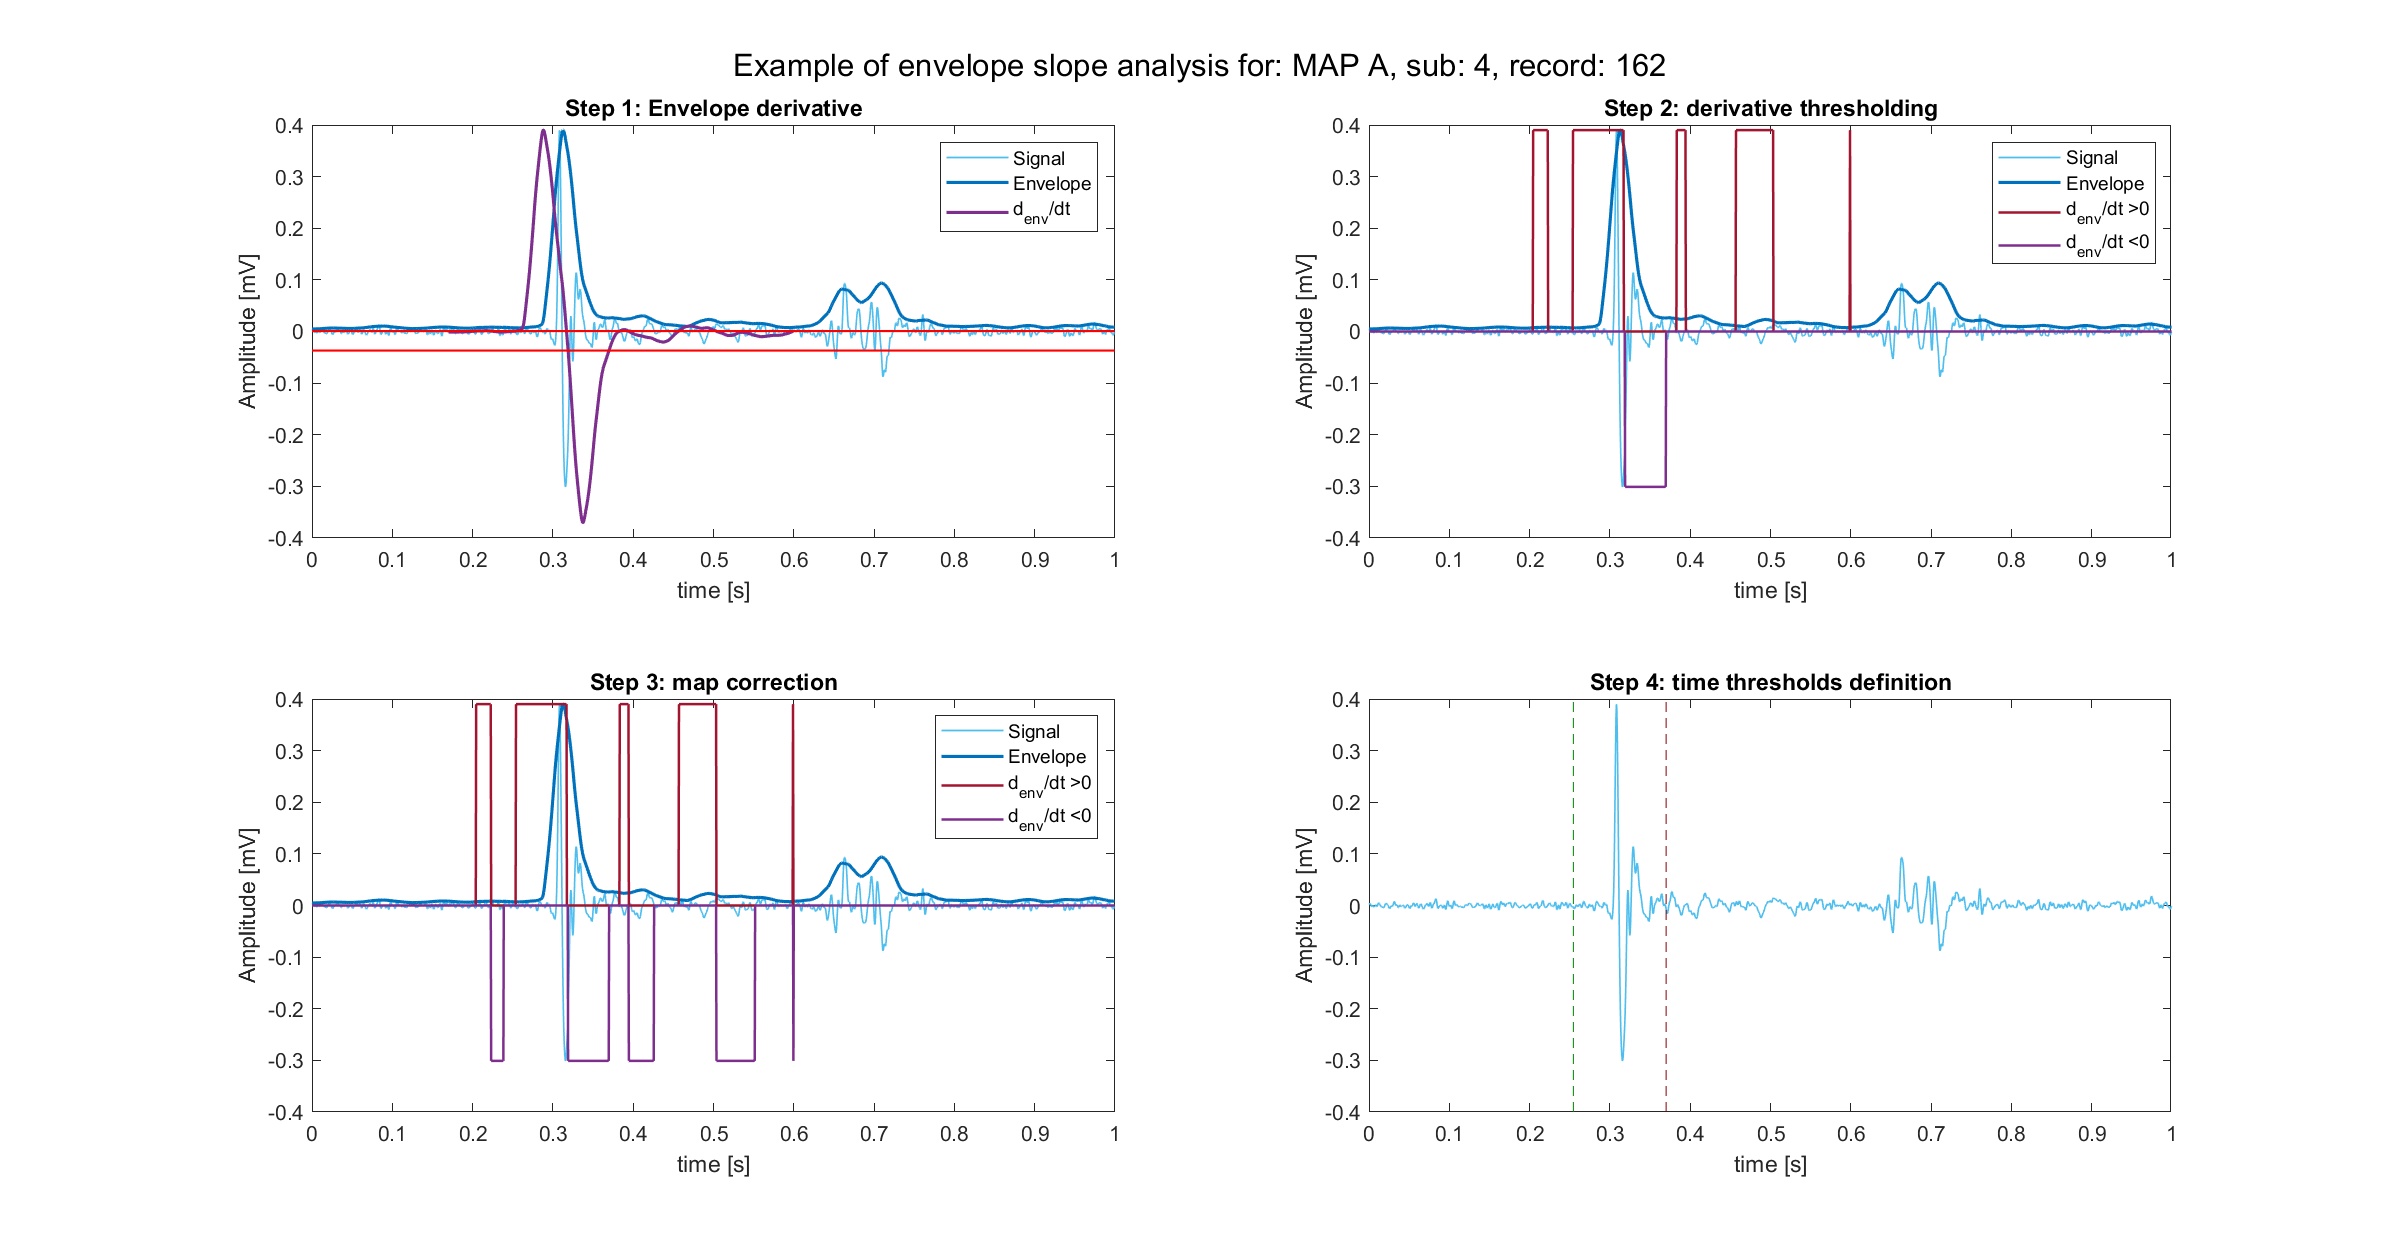 Example of envelope slope analysis for: MAP A, sub: 4, record: 162
Step 1: Envelope derivative
0.4
0.3
0.2
0.1
0
-0.1
-0.2
-0.3
-0.4
Amplitude [mV]
0 0.1 0.2 0.3 0.4 0.5 0.6 0.7 0.8 0.9 1
time [s]
Signal
Envelope
denv/dt
Step 2: derivative thresholding
0.4
0.3
0.2
0.1
0
-0.1
-0.2
-0.3
-0.4
Amplitude [mV]
0 0.1 0.2 0.3 0.4 0.5 0.6 0.7 0.8 0.9 1
time [s]
Signal
Envelope
denv/dt >0
denv/dt <0
Step 3: map correction
0.4
0.3
0.2
0.1
0
-0.1
-0.2
-0.3
-0.4
Amplitude [mV]
0 0.1 0.2 0.3 0.4 0.5 0.6 0.7 0.8 0.9 1
time [s]
Signal
Envelope
denv/dt >0
denv/dt <0
Step 4: time thresholds definition
0.4
0.3
0.2
0.1
0
-0.1
-0.2
-0.3
-0.4
Amplitude [mV]
0 0.1 0.2 0.3 0.4 0.5 0.6 0.7 0.8 0.9 1
time [s]